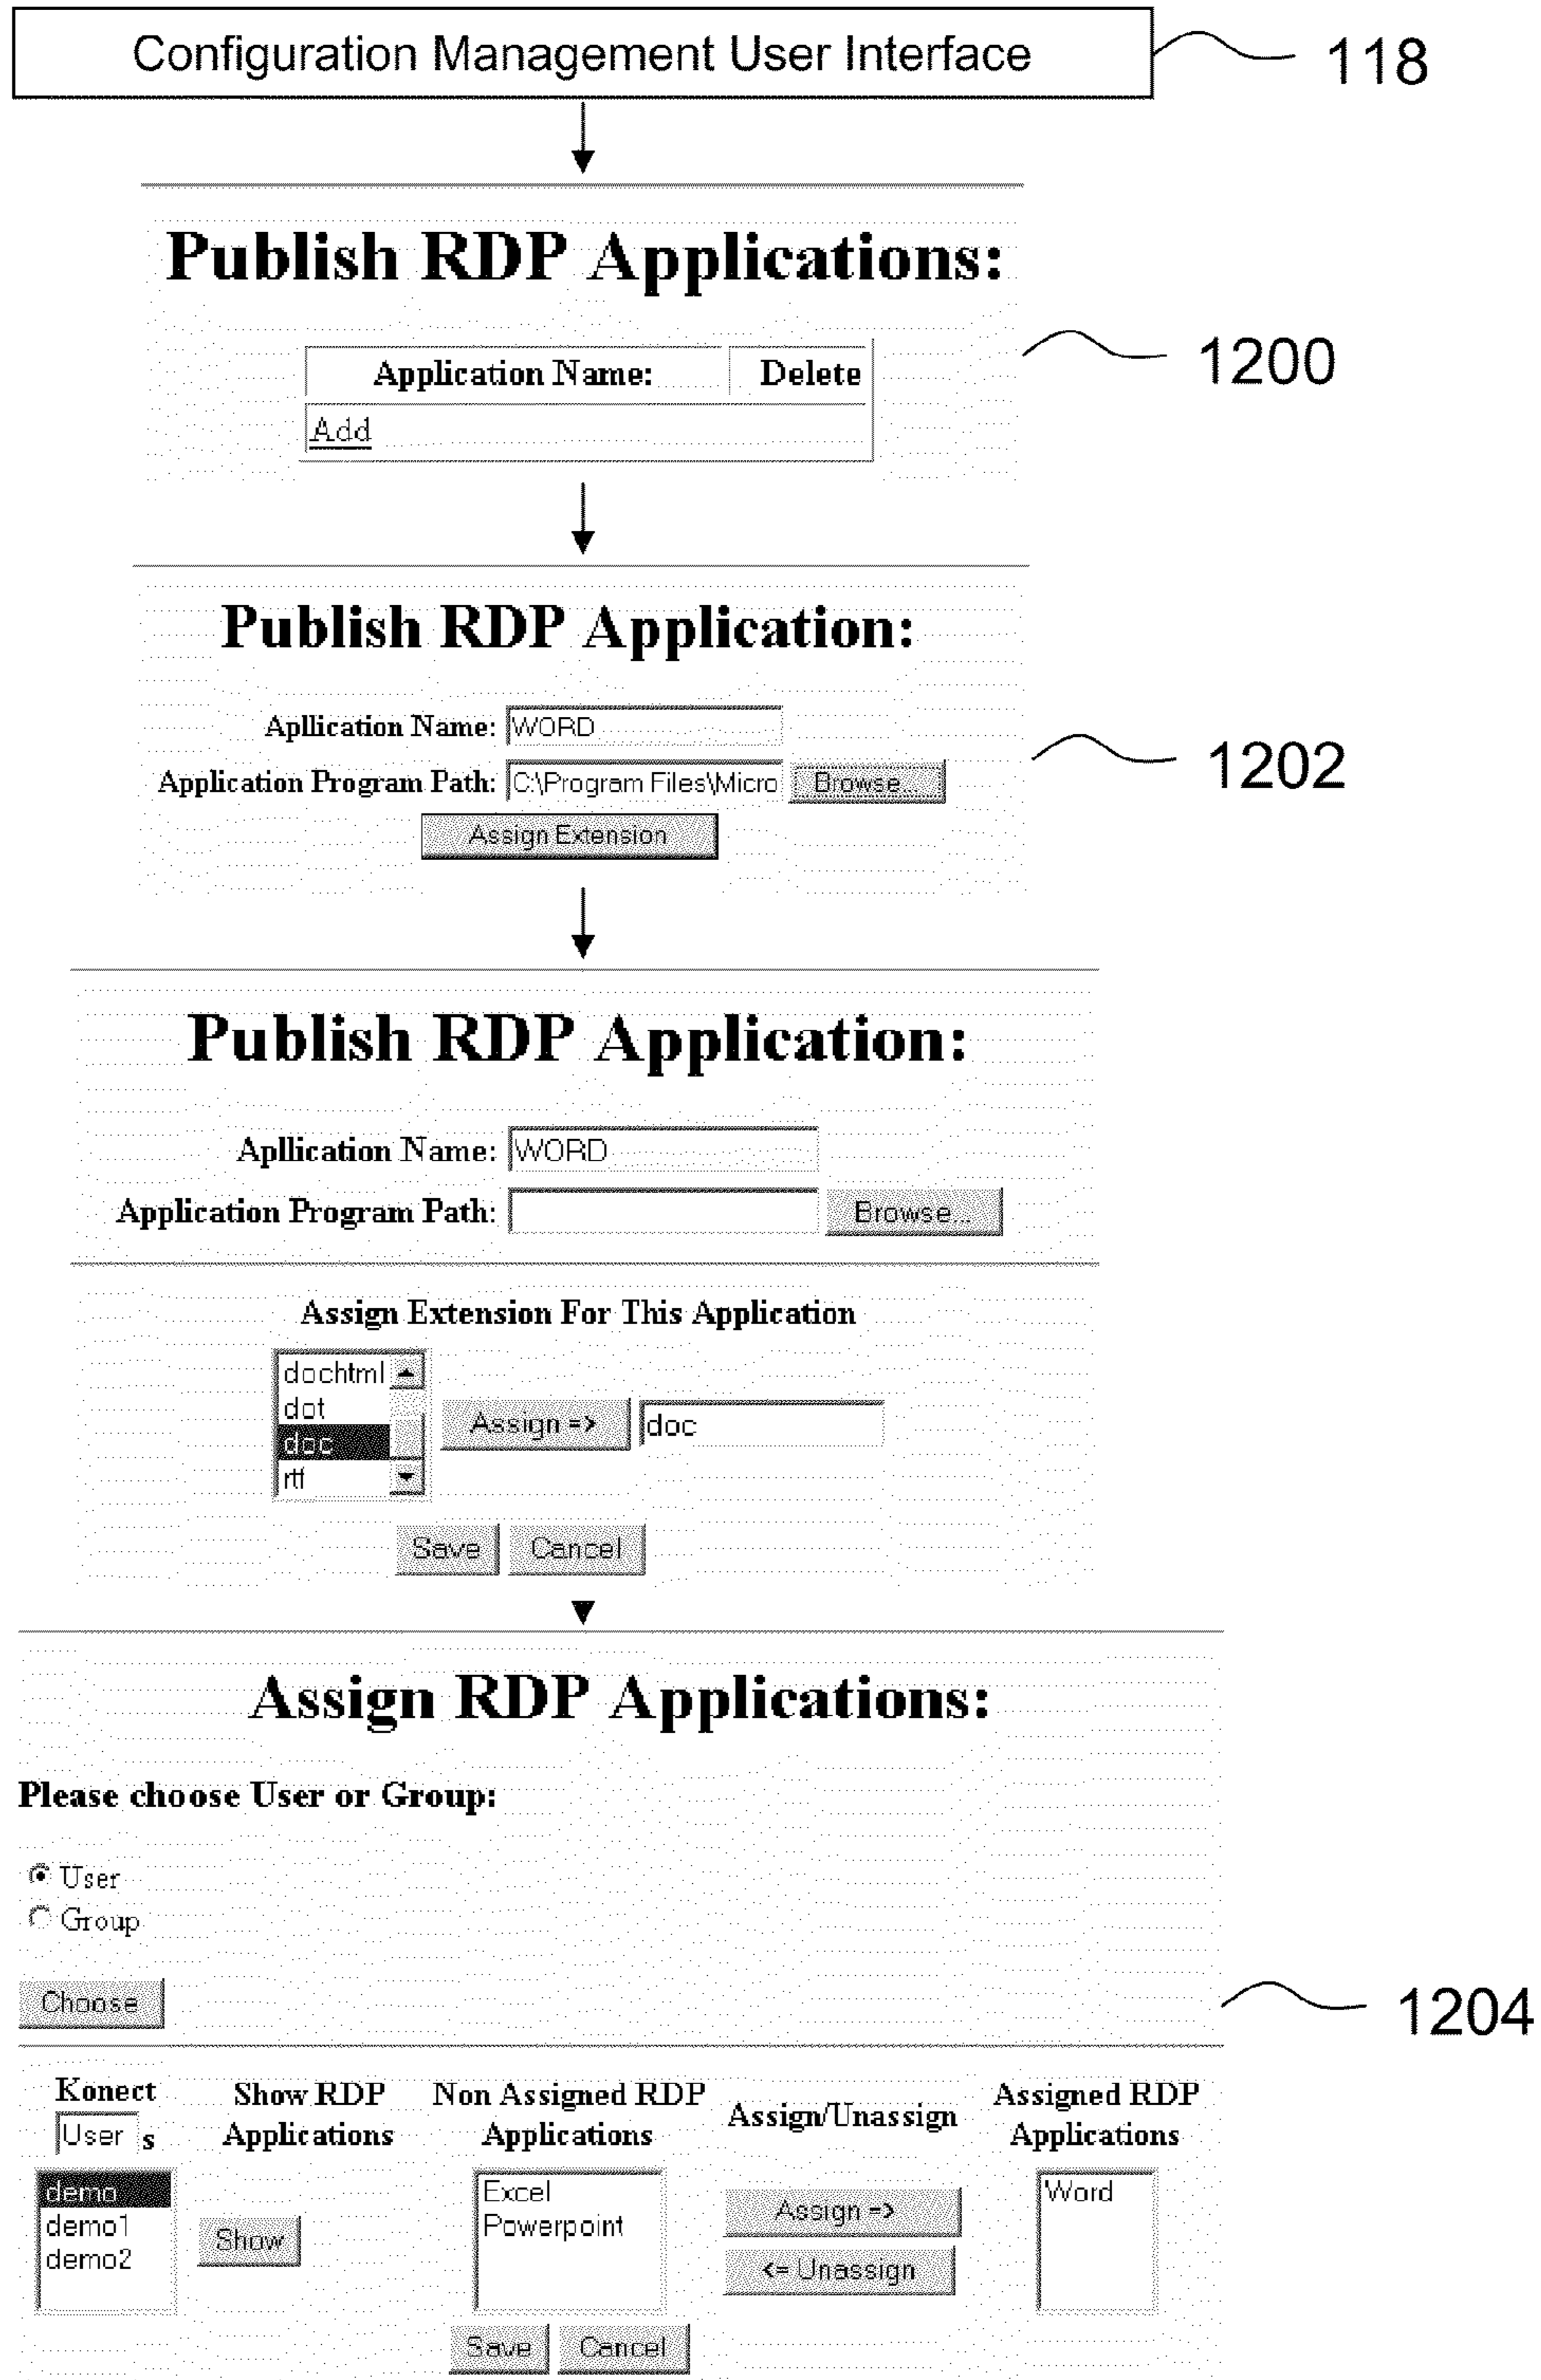 Configuration Management User Interface
118
Publish RDP Applications:
1200
Application Name: Delete
Add
Publish RDP Application:
Apllication Name: WORD
1202
Application Program Path: C:\Program Files\Micro Browse...
Assign Extension
Publish RDP Application:
Apllication Name: WORD
Application Program Path: Browse...
Assign Extension For This Application
dochtml
dot
doc
rtf
Assign => doc
Save Cancel
Assign RDP Applications:
Please choose User or Group:
User
Group
Choose
1204
Konect
User s
Show RDP
Applications
Non Assigned RDP
Applications
Assign/Unassign
Assigned RDP
Applications
demo
demo1
demo2
Show
Excel
Powerpoint
Assign =>
<= Unassign
Word
Save Cancel